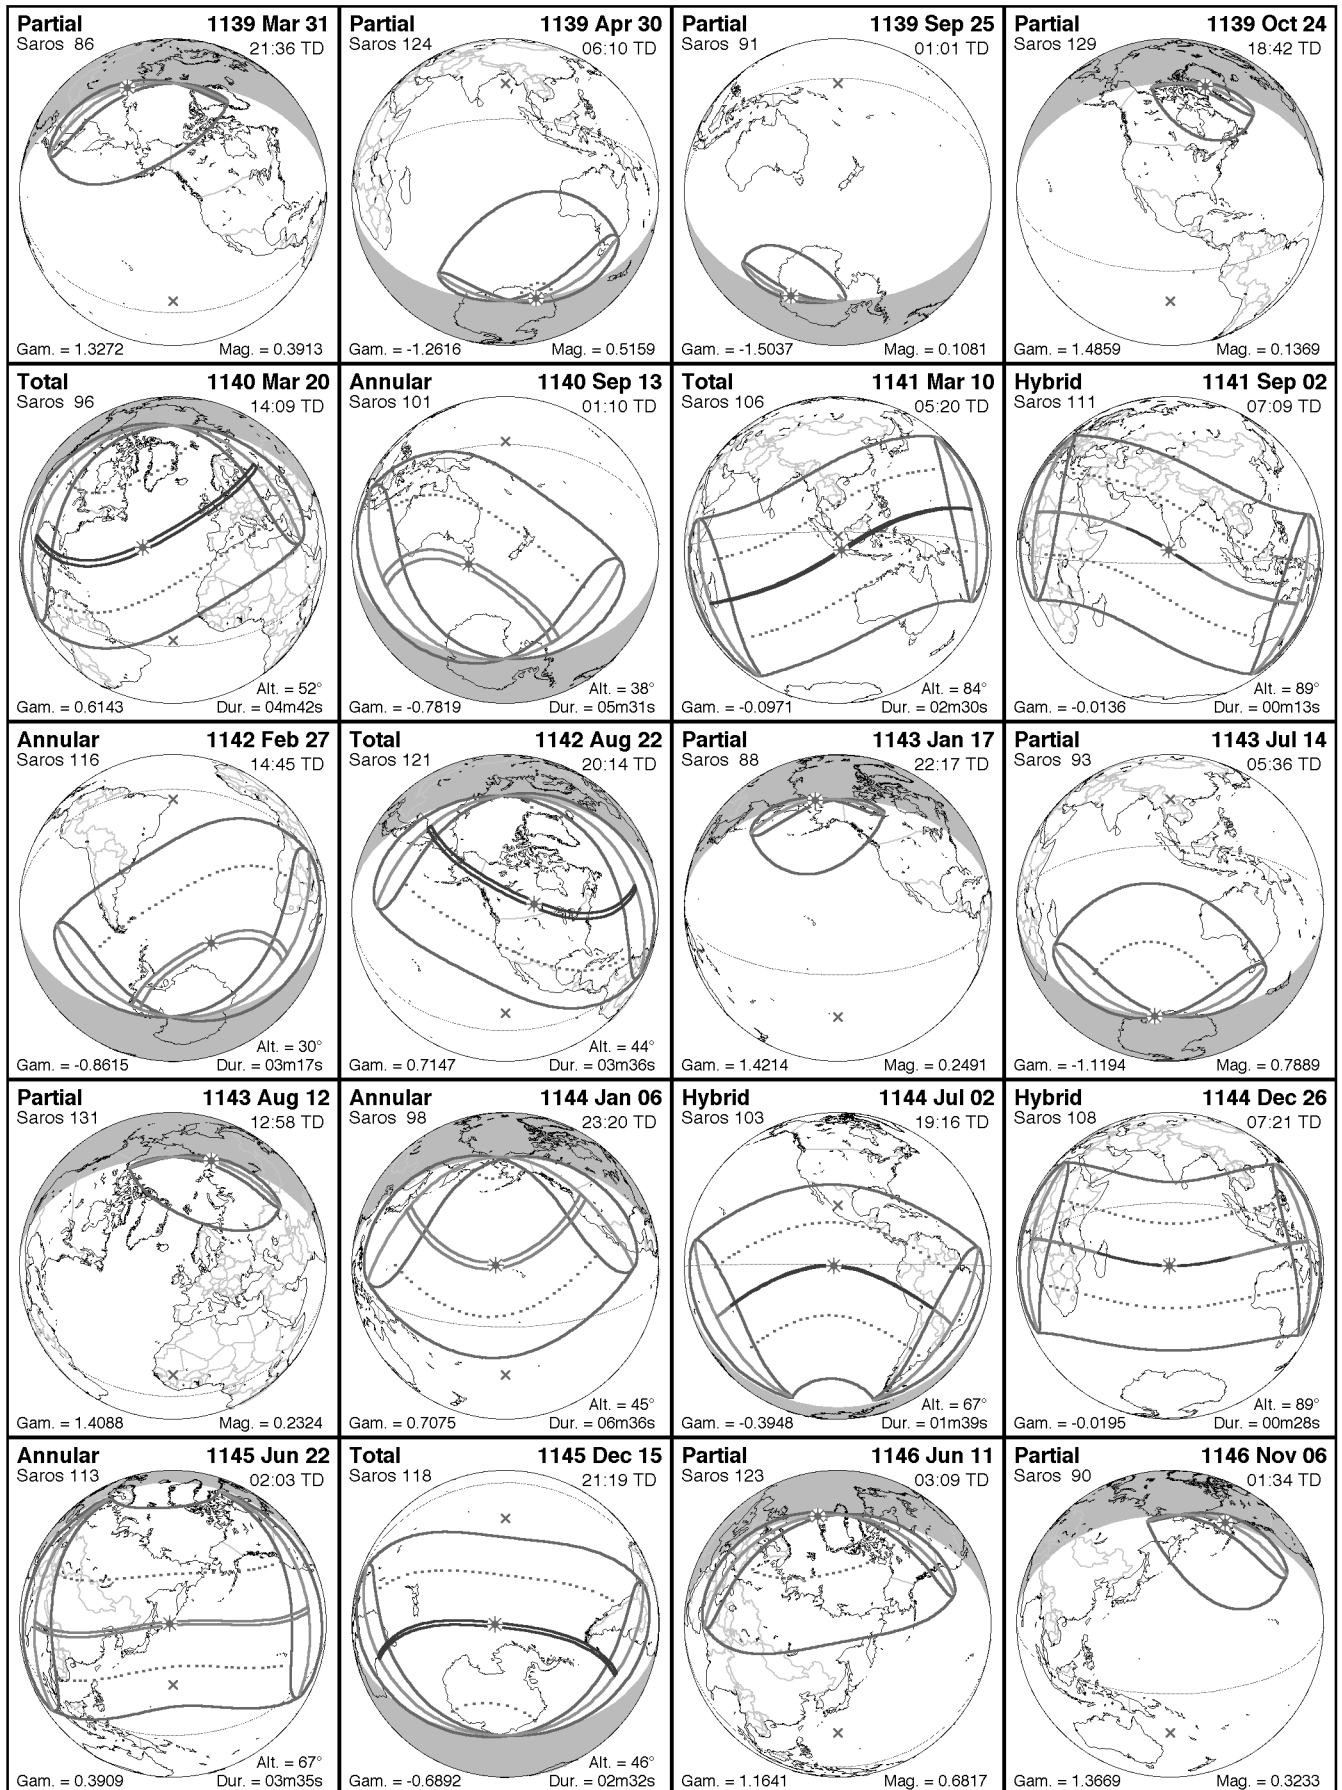 Partial 1139 Mar 31
Saros 86 21:36 TD
Gam. = 1.3272 Mag. = 0.3913
Partial 1139 Apr 30
Saros 124 06:10 TD
Gam. = -1.2616 Mag. = 0.5159
Partial 1139 Sep 25
Saros 91 01:01 TD
Gam. = -1.5037 Mag. = 0.1081
Partial 1139 Oct 24
Saros 129 18:42 TD
Gam. = 1.4859 Mag. = 0.1369
Total 1140 Mar 20
Saros 96 14:09 TD
Alt. = 52°
Gam. = 0.6143 Dur. = 04m42s
Annular 1140 Sep 13
Saros 101 01:10 TD
Alt. = 38°
Gam. = -0.7819 Dur. = 05m31s
Total 1141 Mar 10
Saros 106 05:20 TD
Alt. = 84°
Gam. = -0.0971 Dur. = 02m30s
Hybrid 1141 Sep 02
Saros 111 07:09 TD
Alt. = 89°
Gam. = -0.0136 Dur. = 00m13s
Annular 1142 Feb 27
Saros 116 14:45 TD
Alt. = 30°
Gam. = -0.8615 Dur. = 03m17s
Total 1142 Aug 22
Saros 121 20:14 TD
Alt. = 44°
Gam. = 0.7147 Dur. = 03m36s
Partial 1143 Jan 17
Saros 88 22:17 TD
Gam. = 1.4214 Mag. = 0.2491
Partial 1143 Jul 14
Saros 93 05:36 TD
Gam. = -1.1194 Mag. = 0.7889
Partial 1143 Aug 12
Saros 131 12:58 TD
Gam. = 1.4088 Mag. = 0.2324
Annular 1144 Jan 06
Saros 98 23:20 TD
Alt. = 45°
Gam. = 0.7075 Dur. = 06m36s
Hybrid 1144 Jul 02
Saros 103 19:16 TD
Alt. = 67°
Gam. = -0.3948 Dur. = 01m39s
Hybrid 1144 Dec 26
Saros 108 07:21 TD
Alt. = 89°
Gam. = -0.0195 Dur. = 00m28s
Annular 1145 Jun 22
Saros 113 02:03 TD
Alt. = 67°
Gam. = 0.3909 Dur. = 03m35s
Total 1145 Dec 15
Saros 118 21:19 TD
Alt. = 46°
Gam. = -0.6892 Dur. = 02m32s
Partial 1146 Jun 11
Saros 123 03:09 TD
Gam. = 1.1641 Mag. = 0.6817
Partial 1146 Nov 06
Saros 90 01:34 TD
Gam. = 1.3669 Mag. = 0.3233